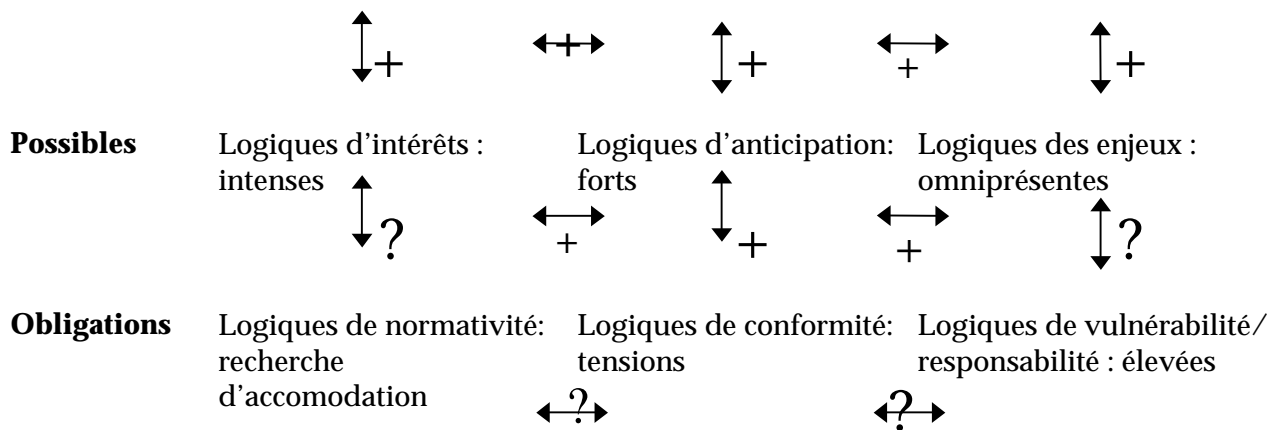 + + + + +
Possibles Logiques d’intérêts : Logiques d’anticipation: Logiques des enjeux :
intenses forts omniprésentes
? + + + ?
Obligations Logiques de normativité: Logiques de conformité: Logiques de vulnérabilité/
recherche tensions responsabilité : élevées
d’accomodation
? ?